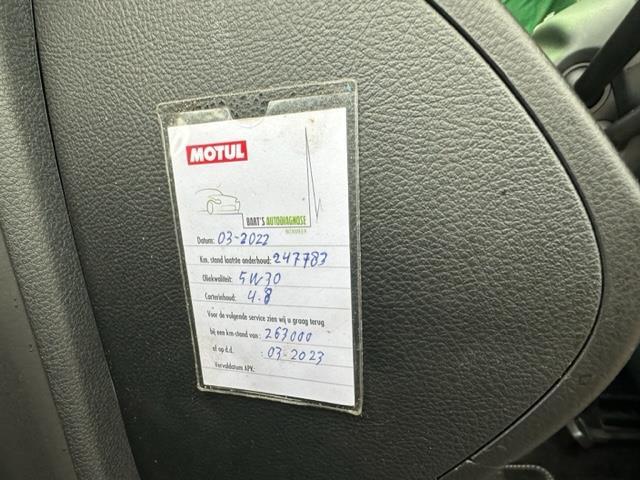 MOTUL
BART'S AUTODIAGNOSE
Datum: 03-2022
Km. stand laatste onderhoud: 247783
Oliekwaliteit: 5W30
Carterinhoud: 4.8
Voor de volgende service zien wij u graag terug
bij een km-stand van: 263000
of op d.d. : 03-2023
Vervaldatum APK: